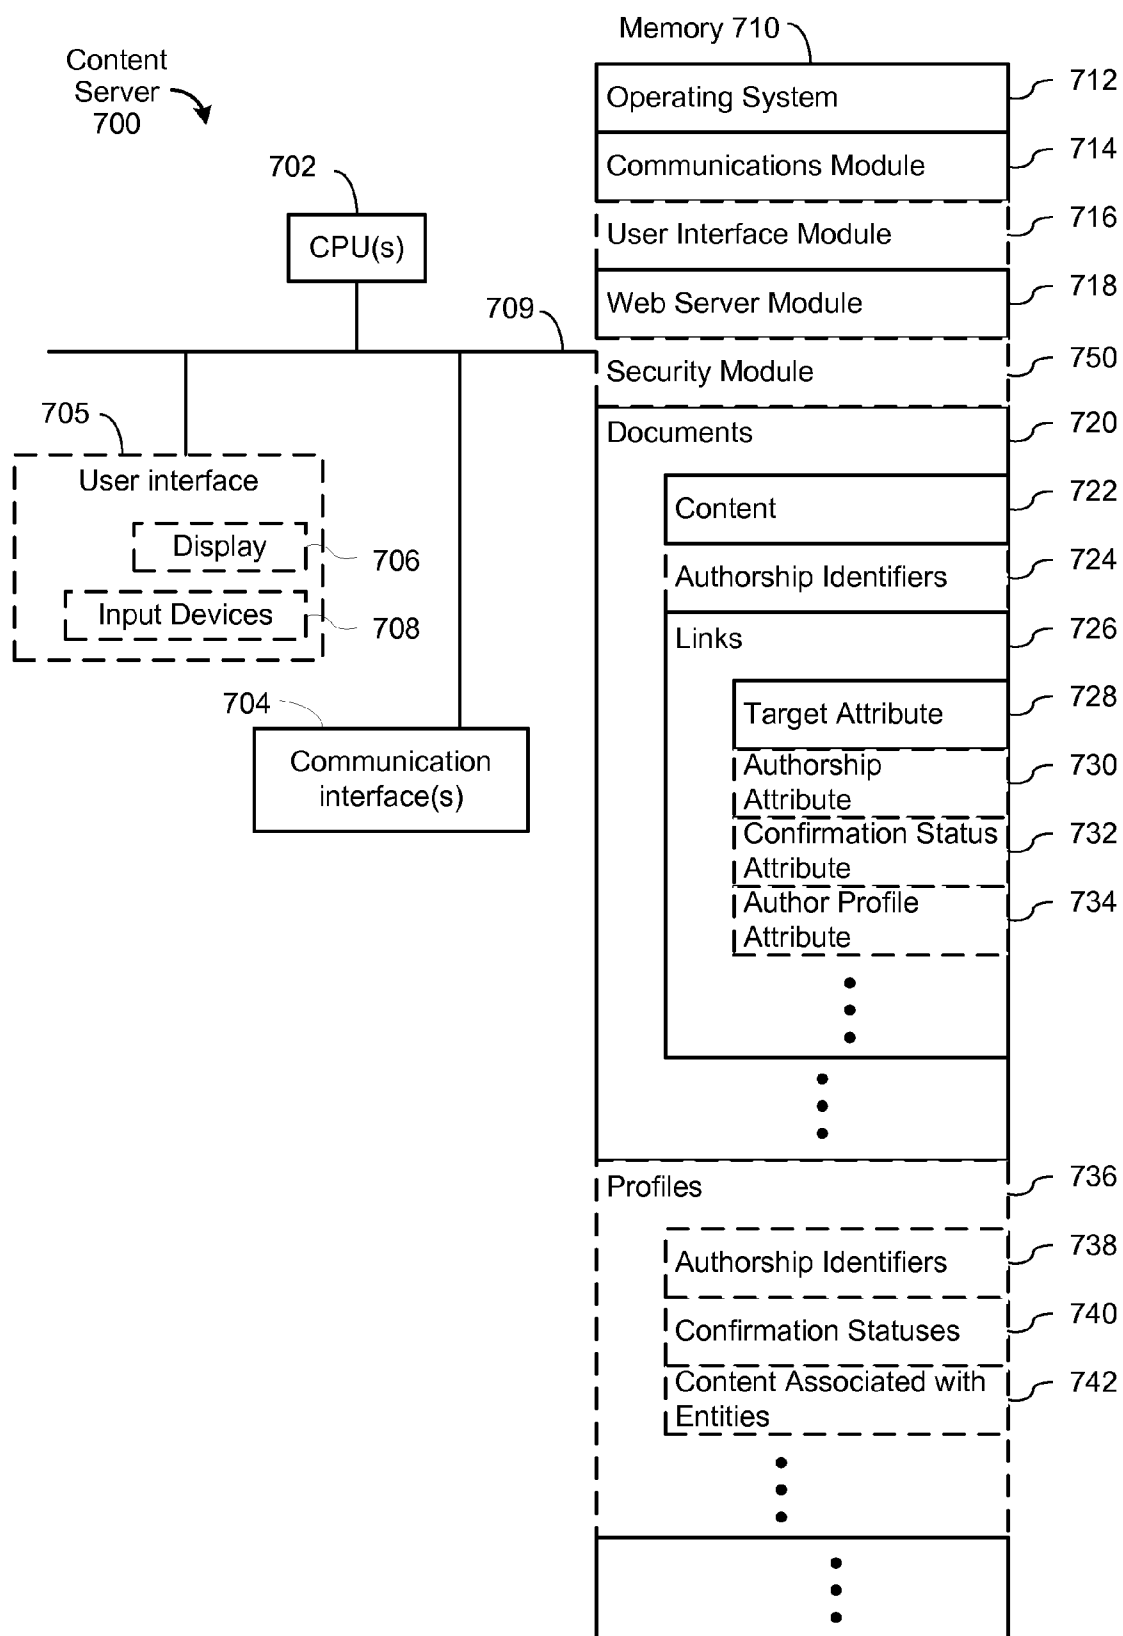 Content
Server
700
702
CPU(s)
709
705
User interface
Display
706
Input Devices
708
704
Communication
interface(s)
Memory 710
Operating System
712
Communications Module
714
User Interface Module
716
Web Server Module
718
Security Module
750
Documents
720
Content
722
Authorship Identifiers
724
Links
726
Target Attribute
728
Authorship
Attribute
730
Confirmation Status
Attribute
732
Author Profile
Attribute
734
Profiles
736
Authorship Identifiers
738
Confirmation Statuses
740
Content Associated with
Entities
742